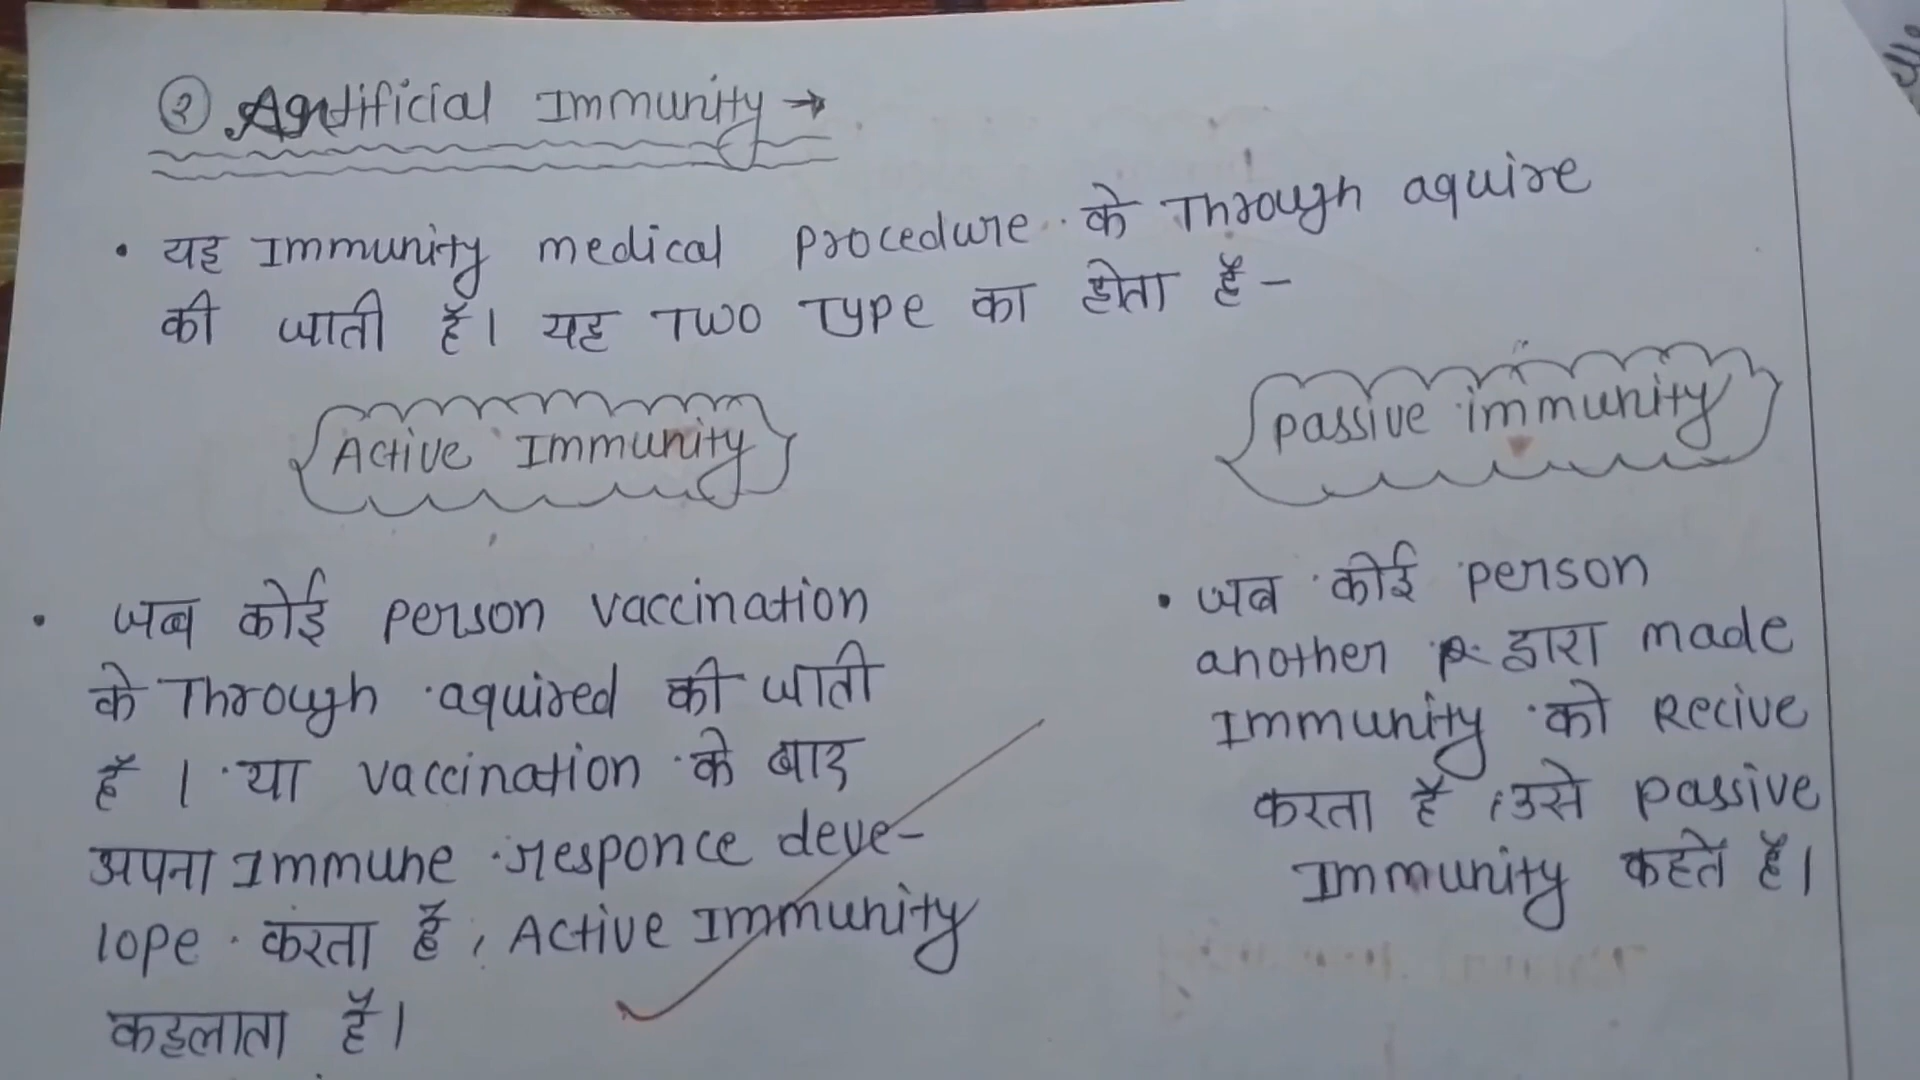 ② Artificial Immunity →
• यह Immunity medical procedure के Through aquire
की जाती है। यह TWO Type का होता है -
Active Immunity
Passive immunity
• जब कोई person vaccination
के Through aquired की जाती
है । या vaccination के बाद
अपना Immune responce deve-
lope करता है, Active Immunity
कहलाता है।
• जब कोई person
another द्वारा made
Immunity को Recive
करता है, उसे passive
Immunity कहते है।